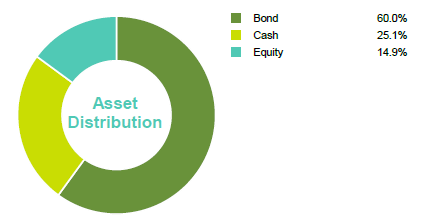 Bond 60.0%
Cash 25.1%
Equity 14.9%
Asset
Distribution